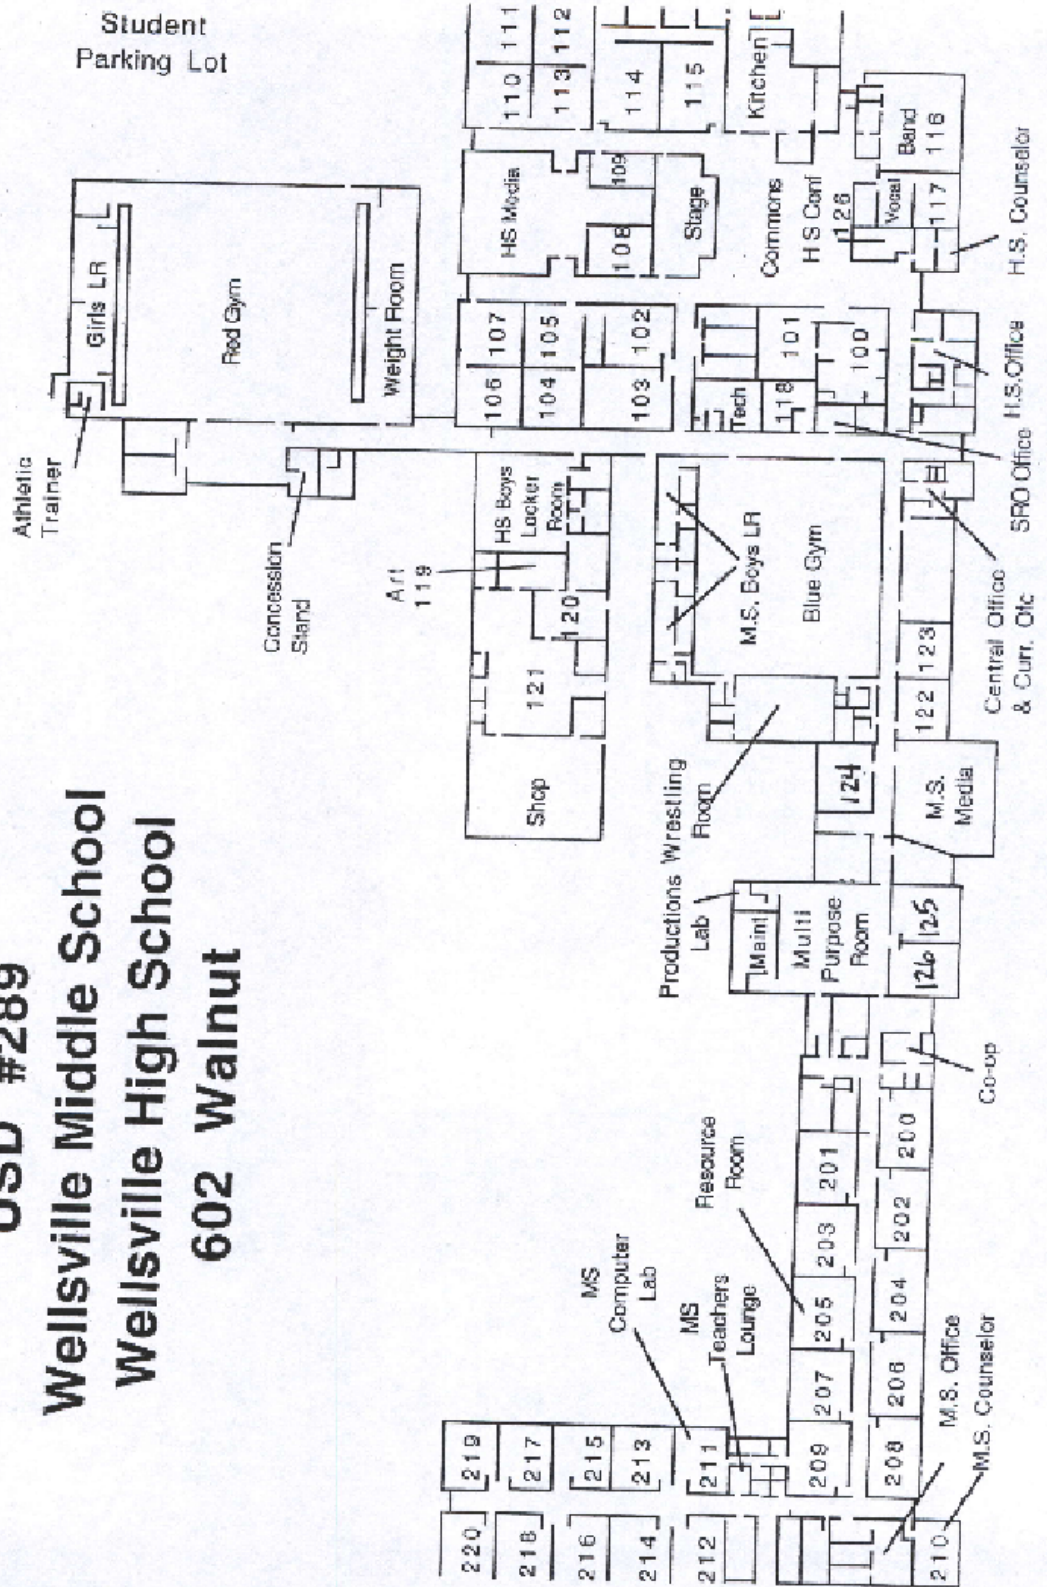 USD #289
Wellsville Middle School
Wellsville High School
602 Walnut
Student
Parking Lot
Athletic
Trainer
Girls LR
Red Gym
Weight Room
Concession
Stand
110
111
113
112
114
115
Kitchen
HS Media
109
108
Stage
Commons
HS Conf
126
Vocal
Band
116
117
H.S. Counselor
106
107
104
105
103
102
Tech
118
101
100
H.S.Office
SRO Office
HS Boys
Locker
Room
Art
119
120
121
Shop
M.S. Boys LR
Blue Gym
Central Office
& Curr. Ofc
122
123
Productions
Lab
Wrestling
Room
124
M.S.
Media
Maint
Multi
Purpose
Room
126
125
Co-op
Resource
Room
201
203
205
207
209
200
202
204
206
208
M.S. Office
M.S. Counselor
210
MS
Computer
Lab
MS
Teachers
Lounge
219
217
215
213
211
220
218
216
214
212